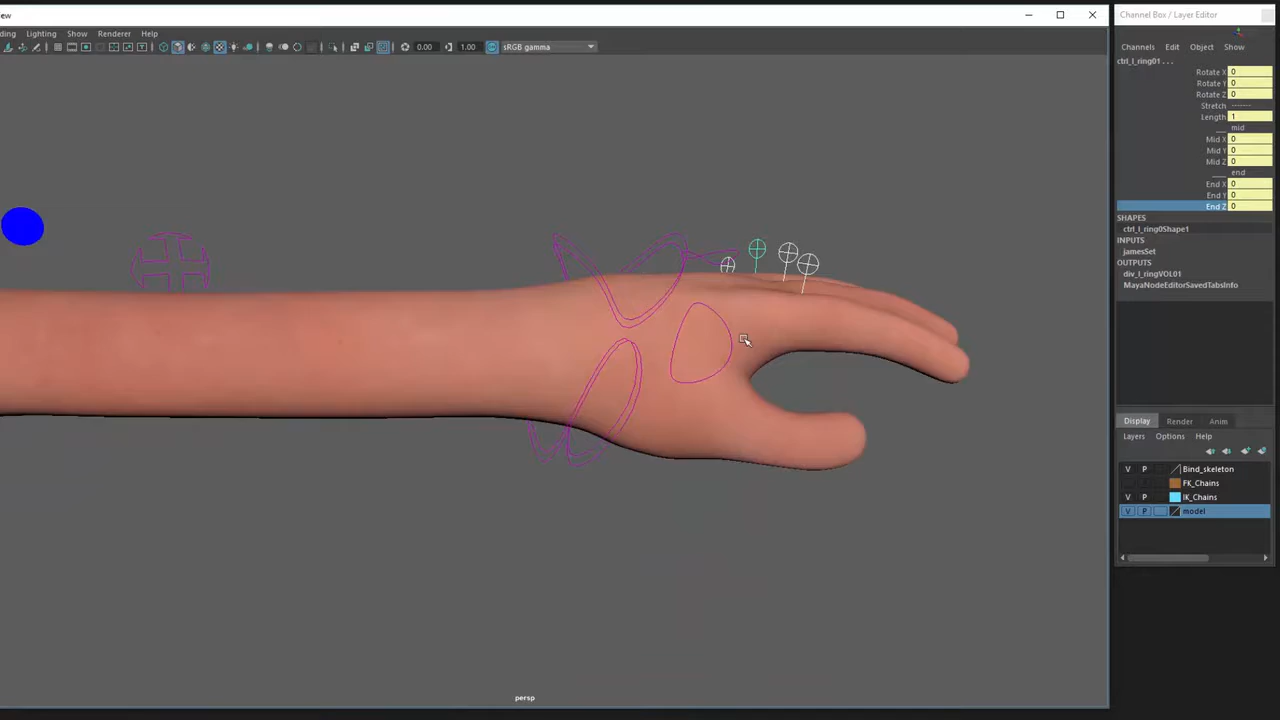 ew
Channel Box / Layer Editor
ding Lighting Show Renderer Help
0.00 1.00 sRGB gamma
Channels Edit Object Show
ctrl_l_ring01 . . .
Rotate X 0
Rotate Y 0
Rotate Z 0
Stretch -------
Length 1
___ mid
Mid X 0
Mid Y 0
Mid Z 0
____ end
End X 0
End Y 0
End Z 0
SHAPES
ctrl_l_ring0Shape1
INPUTS
jamesSet
OUTPUTS
div_l_ringVOL01
MayaNodeEditorSavedTabsInfo
Display Render Anim
Layers Options Help
V P Bind_skeleton
FK_Chains
V P IK_Chains
V P model
persp